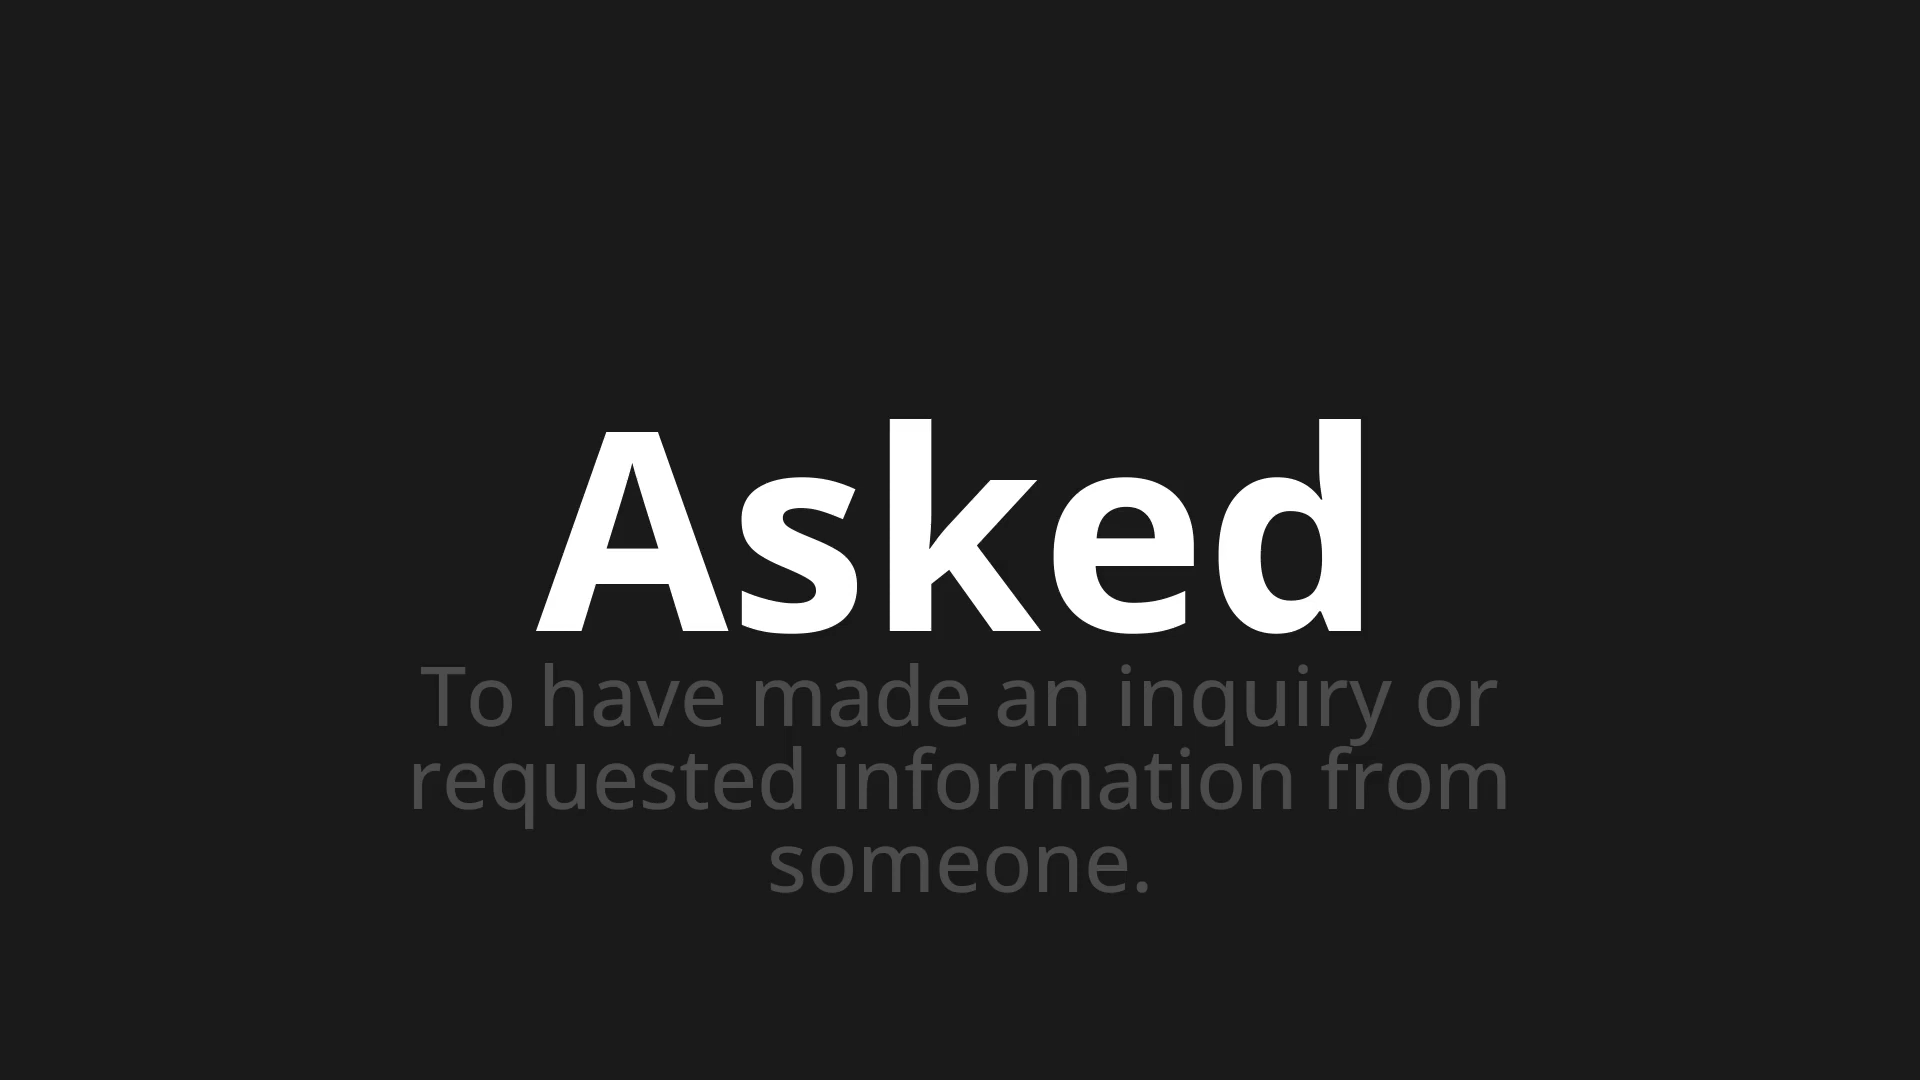 Asked
To have made an inquiry or
requested information from
someone.